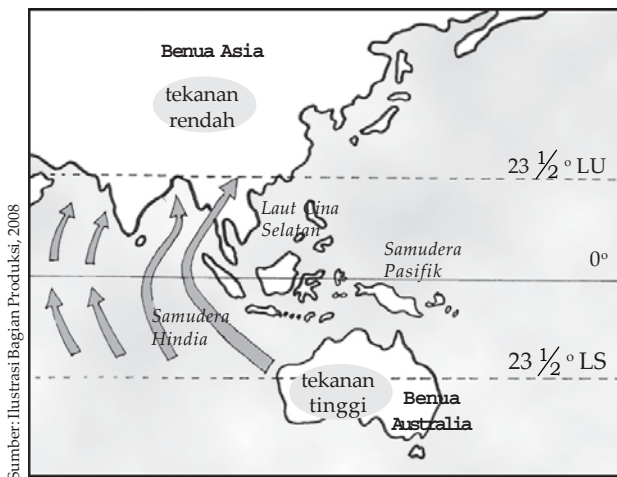 Benua Asia
tekanan
rendah
23 ½ ° LU
Laut Cina
Selatan
Samudera
Pasifik
0°
Samudera
Hindia
23 ½ ° LS
tekanan
tinggi
Benua
Australia
Sumber: Ilustrasi Bagian Produksi, 2008